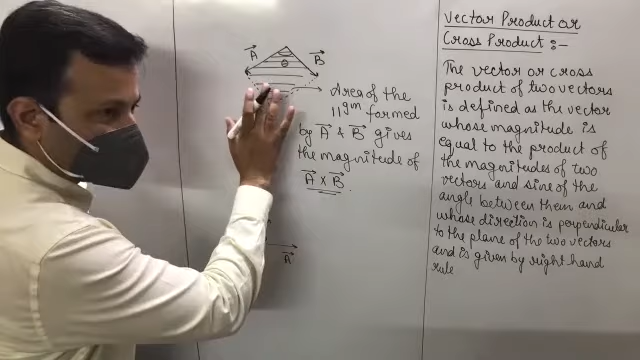 A B
θ
Area of the
11gm formed
by A & B gives
the magnitude of
A x B
A
Vector Product or
Cross Product :-
The vector or cross
product of two vectors
is defined as the vector
whose magnitude is
equal to the product of
the magnitudes of two
vectors and sine of the
angle between them and
whose direction is perpendicular
to the plane of the two vectors
and is given by right hand
rule